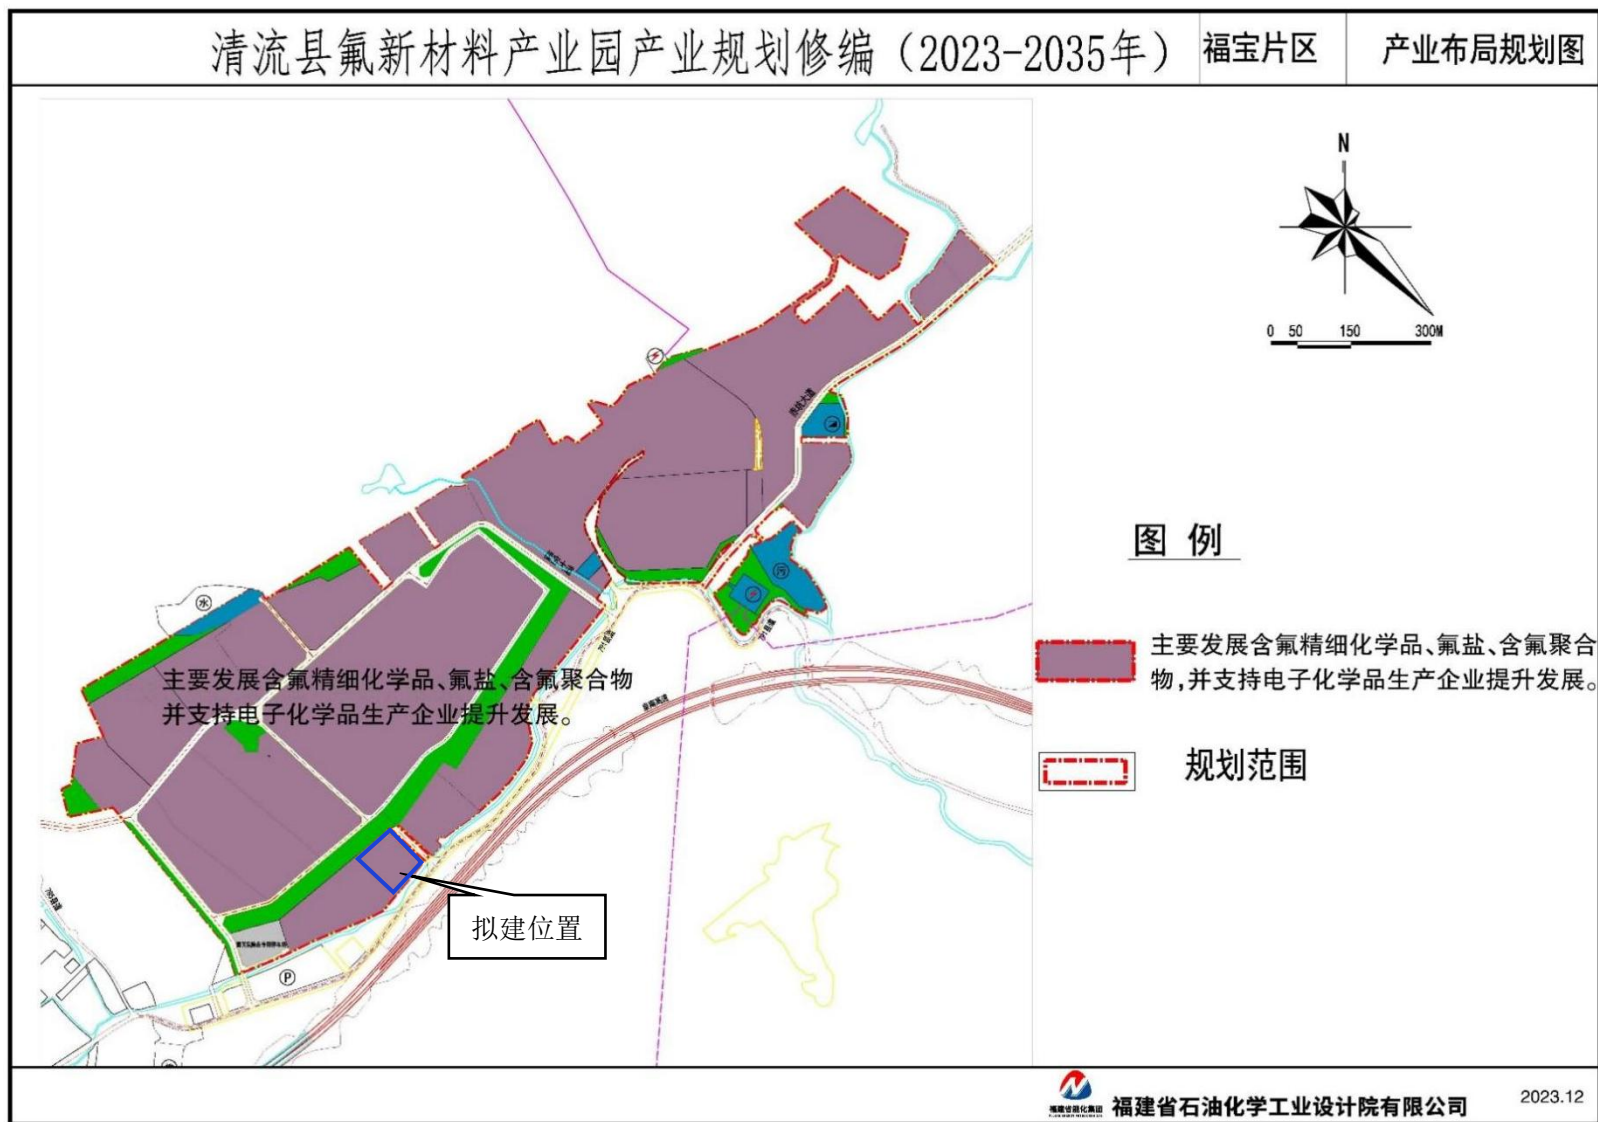 清流县氟新材料产业园产业规划修编（2023-2035年）
福宝片区
产业布局规划图
N
0 50 150 300M
图 例
主要发展含氟精细化学品、氟盐、含氟聚合
物,并支持电子化学品生产企业提升发展。
规划范围
水
污
主要发展含氟精细化学品、氟盐、含氟聚合物
并支持电子化学品生产企业提升发展。
拟建位置
P
福建省石油化学工业设计院有限公司
2023.12